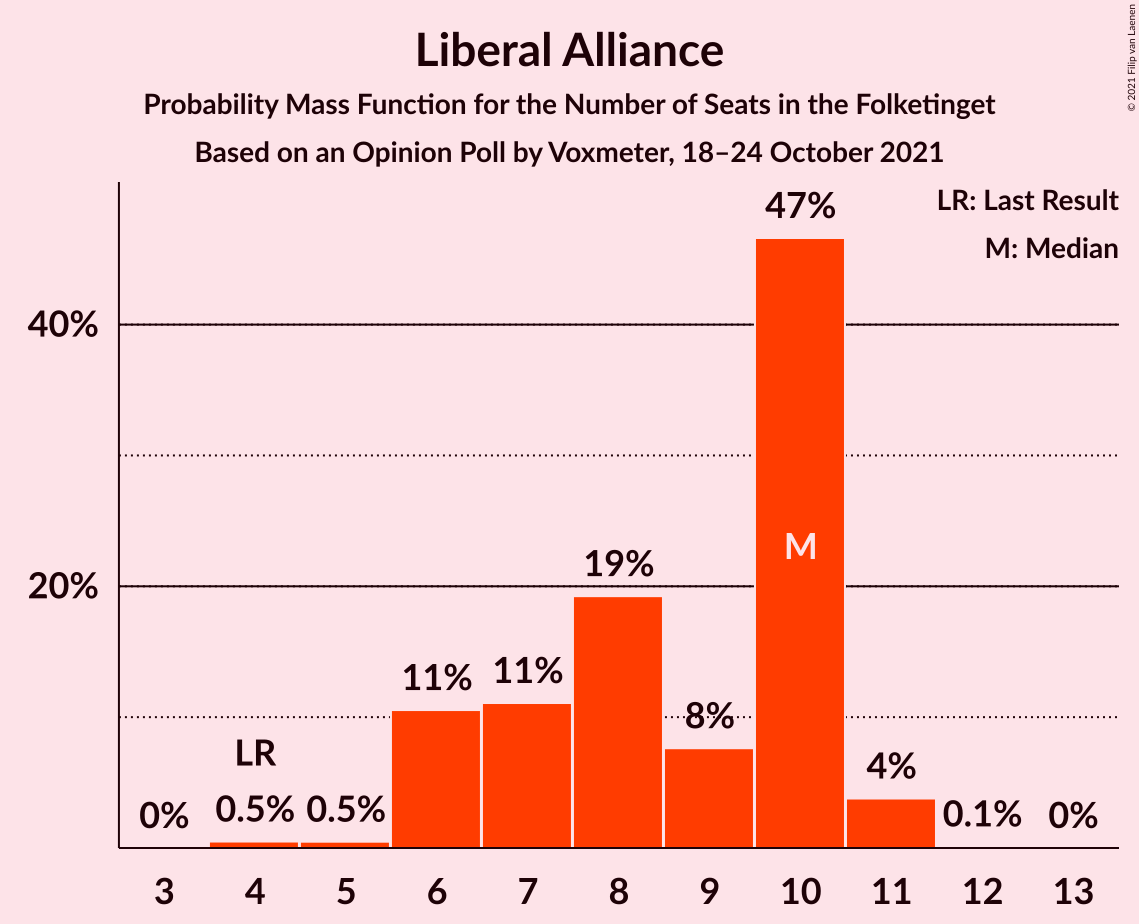 Liberal Alliance
Probability Mass Function for the Number of Seats in the Folketinget
Based on an Opinion Poll by Voxmeter, 18–24 October 2021
© 2021 Filip van Laenen
LR: Last Result
M: Median
47%
40%
M
19%
20%
11%
11%
8%
LR
4%
0%
0.5%
0.5%
0.1%
0%
3 4 5 6 7 8 9 10 11 12 13